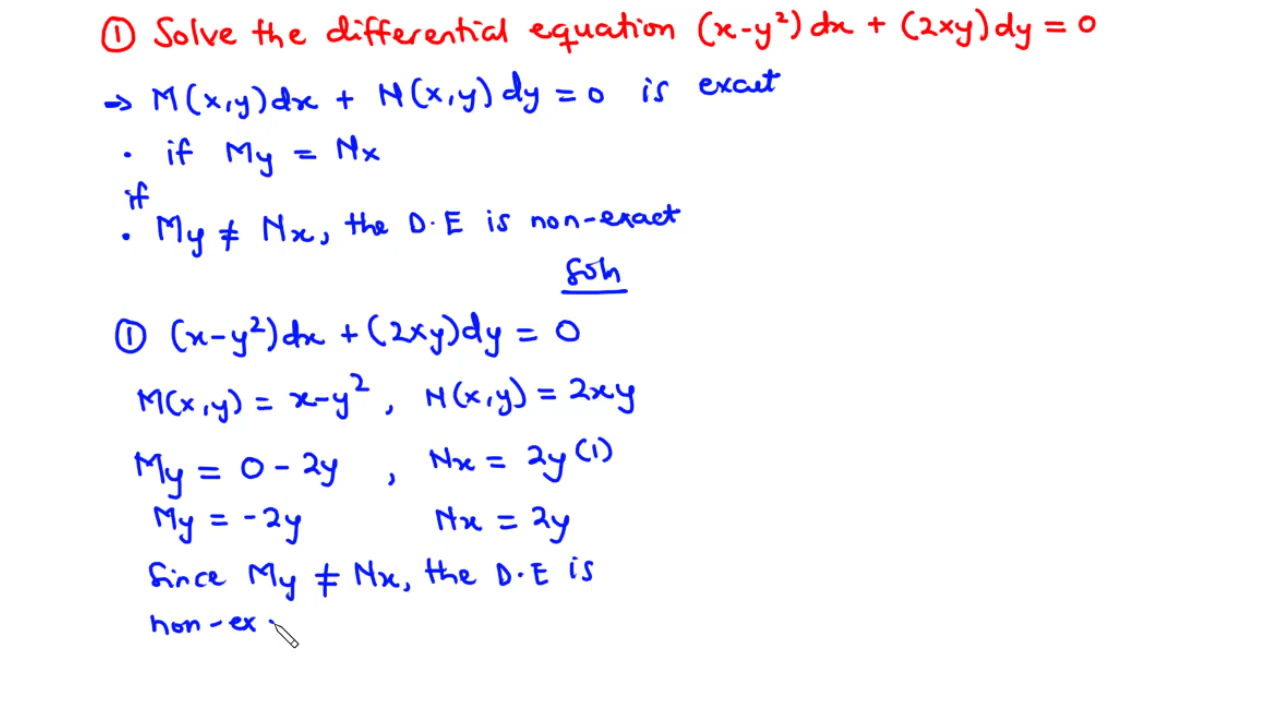 ① Solve the differential equation (x-y²)dx + (2xy)dy = 0
→ M(x,y)dx + N(x,y)dy = 0 is exact
· if My = Nx
if
· My ≠ Nx, the D.E is non-exact
Soln
① (x-y²)dx + (2xy)dy = 0
M(x,y) = x-y², N(x,y) = 2xy
My = 0 - 2y, Nx = 2y(1)
My = -2y Nx = 2y
Since My ≠ Nx, the D.E is
non-ex